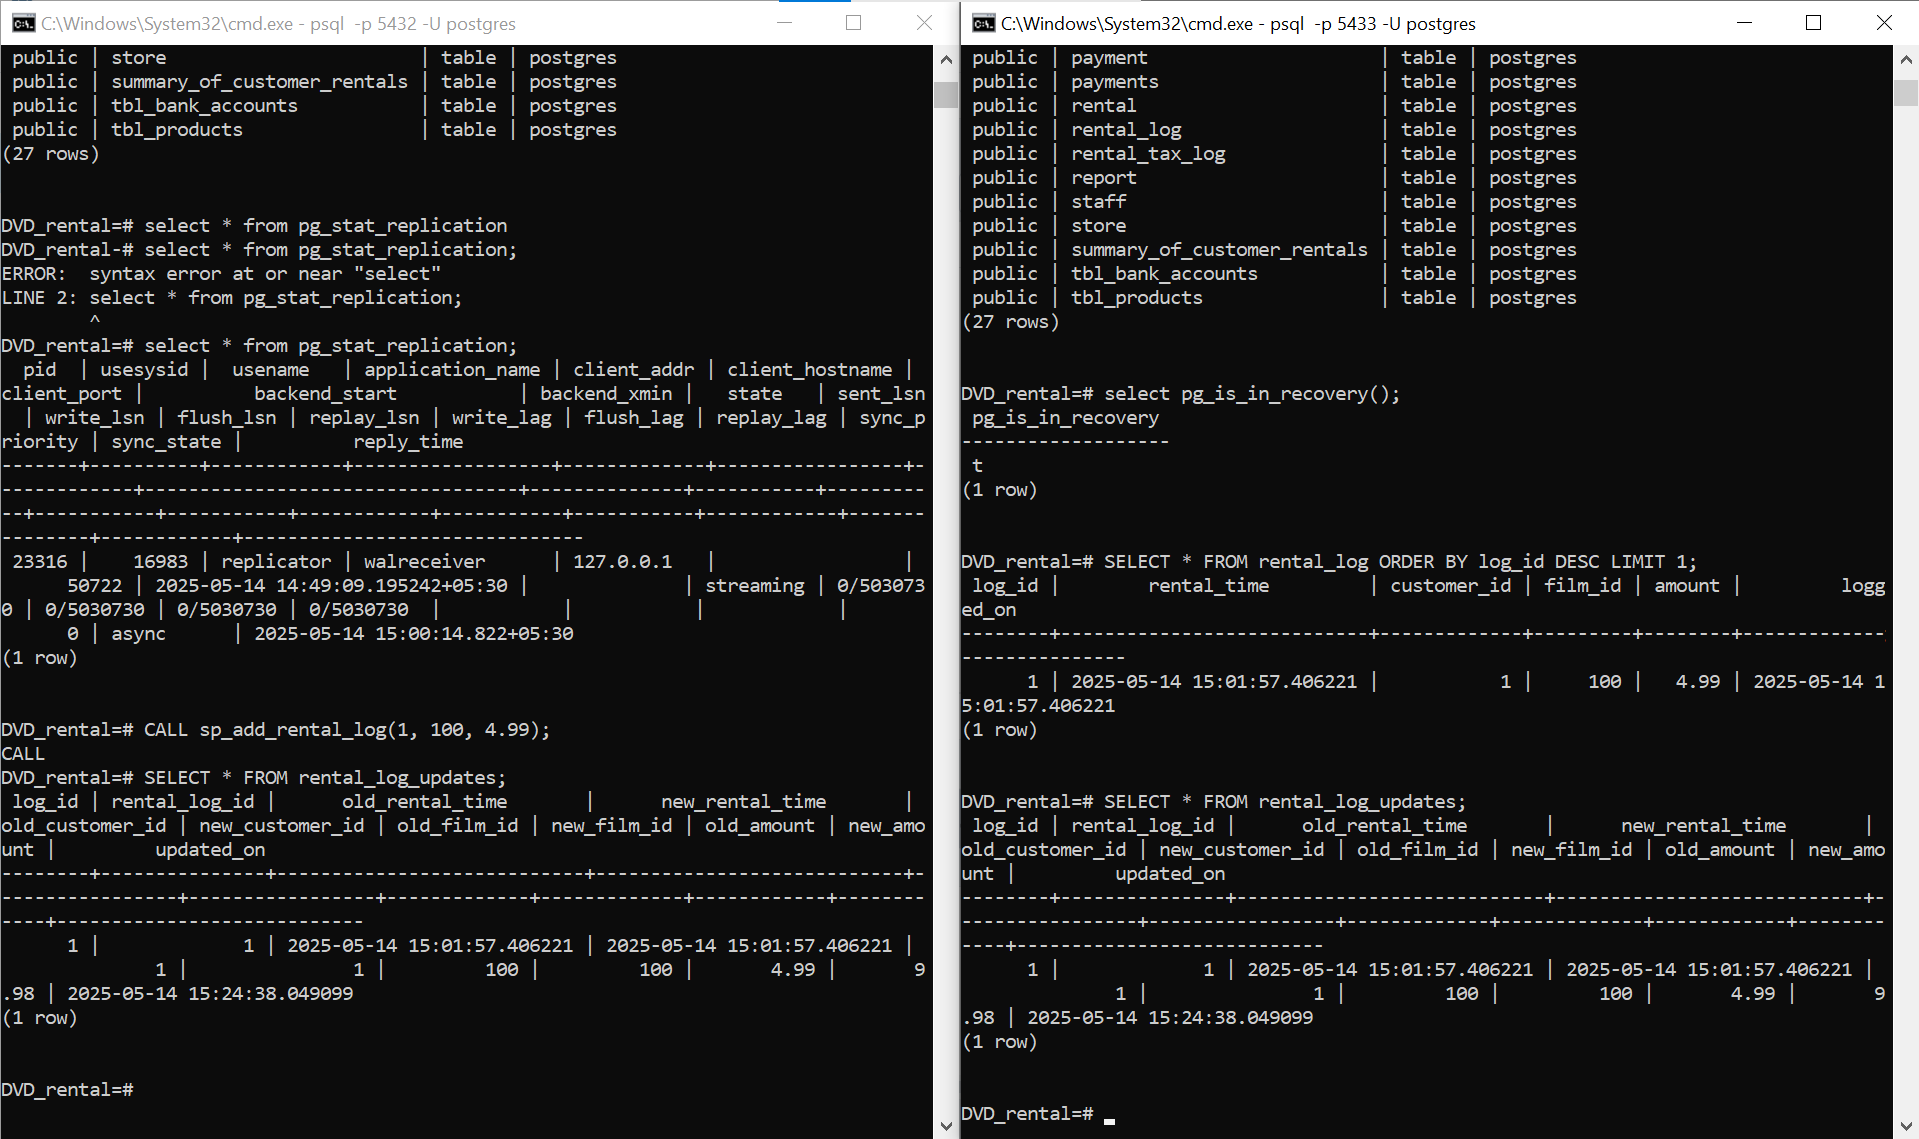 C:\Windows\System32\cmd.exe - psql  -p 5432 -U postgres
 public | store                      | table | postgres
 public | summary_of_customer_rentals | table | postgres
 public | tbl_bank_accounts          | table | postgres
 public | tbl_products               | table | postgres
(27 rows)
DVD_rental=# select * from pg_stat_replication
DVD_rental-# select * from pg_stat_replication;
ERROR:  syntax error at or near "select"
LINE 2: select * from pg_stat_replication;
        ^
DVD_rental=# select * from pg_stat_replication;
  pid  | usesysid |  usename   | application_name | client_addr | client_hostname |
client_port |          backend_start           | backend_xmin |   state   | sent_lsn
  | write_lsn | flush_lsn | replay_lsn | write_lag | flush_lag | replay_lag | sync_p
riority | sync_state |          reply_time
-------+----------+------------+------------------+-------------+-----------------+-
------------+----------------------------------+--------------+-----------+---------
--+-----------+-----------+------------+-----------+-----------+------------+-------
--------+------------+-------------------------------
 23316 |    16983 | replicator | walreceiver      | 127.0.0.1   |                 |
      50722 | 2025-05-14 14:49:09.195242+05:30 |              | streaming | 0/503073
0 | 0/5030730 | 0/5030730 | 0/5030730  |           |           |            |
      0 | async      | 2025-05-14 15:00:14.822+05:30
(1 row)
DVD_rental=# CALL sp_add_rental_log(1, 100, 4.99);
CALL
DVD_rental=# SELECT * FROM rental_log_updates;
 log_id | rental_log_id |      old_rental_time       |      new_rental_time       |
old_customer_id | new_customer_id | old_film_id | new_film_id | old_amount | new_amo
unt |         updated_on
--------+---------------+----------------------------+----------------------------+-
----------------+-----------------+-------------+-------------+------------+--------
----+----------------------------
      1 |             1 | 2025-05-14 15:01:57.406221 | 2025-05-14 15:01:57.406221 |
              1 |               1 |         100 |         100 |       4.99 |       9
.98 | 2025-05-14 15:24:38.049099
(1 row)
DVD_rental=#
C:\Windows\System32\cmd.exe - psql  -p 5433 -U postgres
 public | payment                     | table | postgres
 public | payments                    | table | postgres
 public | rental                      | table | postgres
 public | rental_log                  | table | postgres
 public | rental_tax_log              | table | postgres
 public | report                      | table | postgres
 public | staff                       | table | postgres
 public | store                       | table | postgres
 public | summary_of_customer_rentals | table | postgres
 public | tbl_bank_accounts           | table | postgres
 public | tbl_products                | table | postgres
(27 rows)
DVD_rental=# select pg_is_in_recovery();
 pg_is_in_recovery
-------------------
 t
(1 row)
DVD_rental=# SELECT * FROM rental_log ORDER BY log_id DESC LIMIT 1;
 log_id |        rental_time         | customer_id | film_id | amount |         logg
ed_on
--------+----------------------------+-------------+---------+--------+-------------
---------------
      1 | 2025-05-14 15:01:57.406221 |           1 |     100 |   4.99 | 2025-05-14 1
5:01:57.406221
(1 row)
DVD_rental=# SELECT * FROM rental_log_updates;
 log_id | rental_log_id |      old_rental_time       |      new_rental_time       |
old_customer_id | new_customer_id | old_film_id | new_film_id | old_amount | new_amo
unt |         updated_on
--------+---------------+----------------------------+----------------------------+-
----------------+-----------------+-------------+-------------+------------+--------
----+----------------------------
      1 |             1 | 2025-05-14 15:01:57.406221 | 2025-05-14 15:01:57.406221 |
              1 |               1 |         100 |         100 |       4.99 |       9
.98 | 2025-05-14 15:24:38.049099
(1 row)
DVD_rental=#